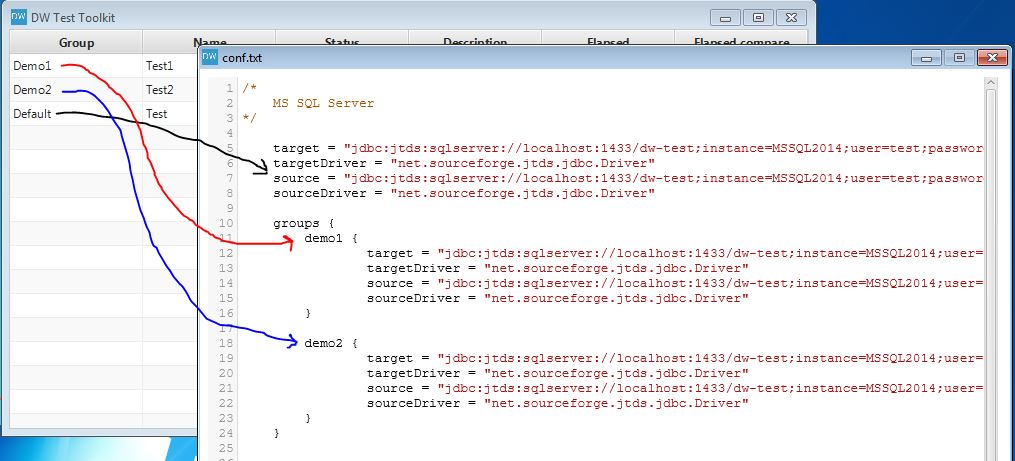 DW DW Test Toolkit
Group Name Status Description Elapsed Elapsed compare
Demo1 Test1
Demo2 Test2
Default Test
DW conf.txt
1 /*
2 MS SQL Server
3 */
4
5 target = "jdbc:jtds:sqlserver://localhost:1433/dw-test;instance=MSSQL2014;user=test;passwor
6 targetDriver = "net.sourceforge.jtds.jdbc.Driver"
7 source = "jdbc:jtds:sqlserver://localhost:1433/dw-test;instance=MSSQL2014;user=test;passwor
8 sourceDriver = "net.sourceforge.jtds.jdbc.Driver"
9
10 groups {
11 demo1 {
12 target = "jdbc:jtds:sqlserver://localhost:1433/dw-test;instance=MSSQL2014;user=
13 targetDriver = "net.sourceforge.jtds.jdbc.Driver"
14 source = "jdbc:jtds:sqlserver://localhost:1433/dw-test;instance=MSSQL2014;user=
15 sourceDriver = "net.sourceforge.jtds.jdbc.Driver"
16 }
17
18 demo2 {
19 target = "jdbc:jtds:sqlserver://localhost:1433/dw-test;instance=MSSQL2014;user=
20 targetDriver = "net.sourceforge.jtds.jdbc.Driver"
21 source = "jdbc:jtds:sqlserver://localhost:1433/dw-test;instance=MSSQL2014;user=
22 sourceDriver = "net.sourceforge.jtds.jdbc.Driver"
23 }
24 }
25